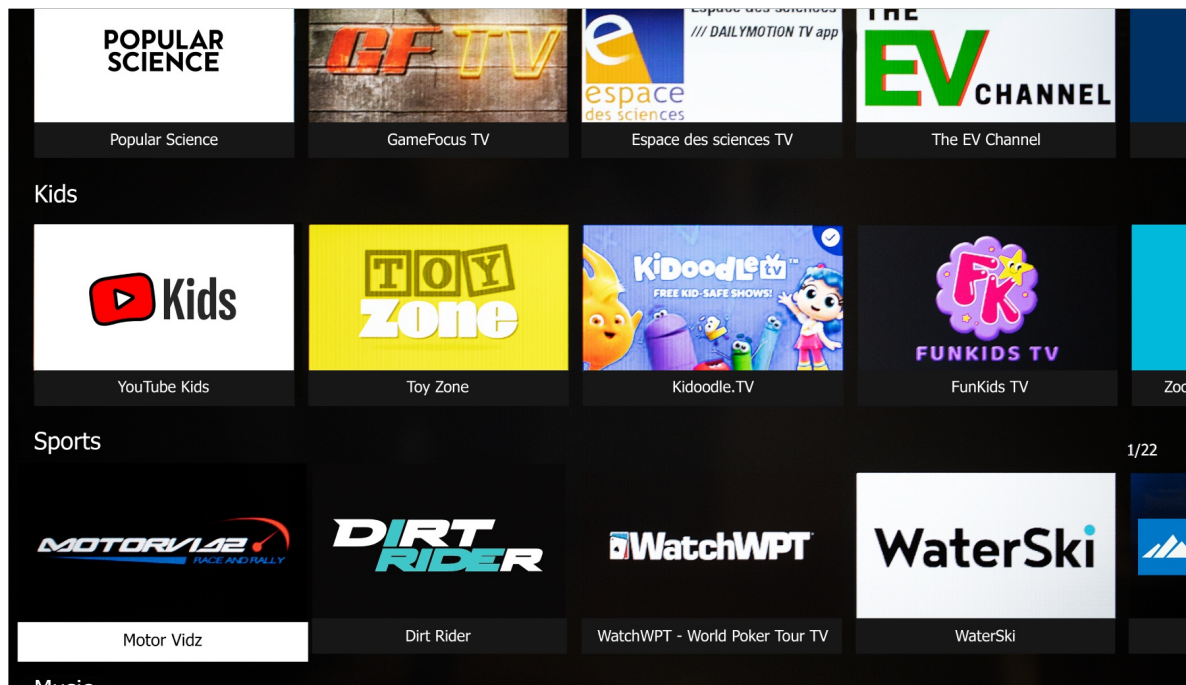 POPULAR
SCIENCE
GF TV
Espace des sciences
/// DAILYMOTION TV app
e
espace
des sciences
THE
EV CHANNEL
Popular Science
GameFocus TV
Espace des sciences TV
The EV Channel
Kids
Kids
TOY
zone
KiDoodLe tv ™
FREE KID-SAFE SHOWS!
FK
FUNKIDS TV
YouTube Kids
Toy Zone
Kidoodle.TV
FunKids TV
Sports
1/22
MOTORVIDZ
RACE AND RALLY
DIRT
RIDER
WatchWPT
WaterSki
Motor Vidz
Dirt Rider
WatchWPT - World Poker Tour TV
WaterSki
Music